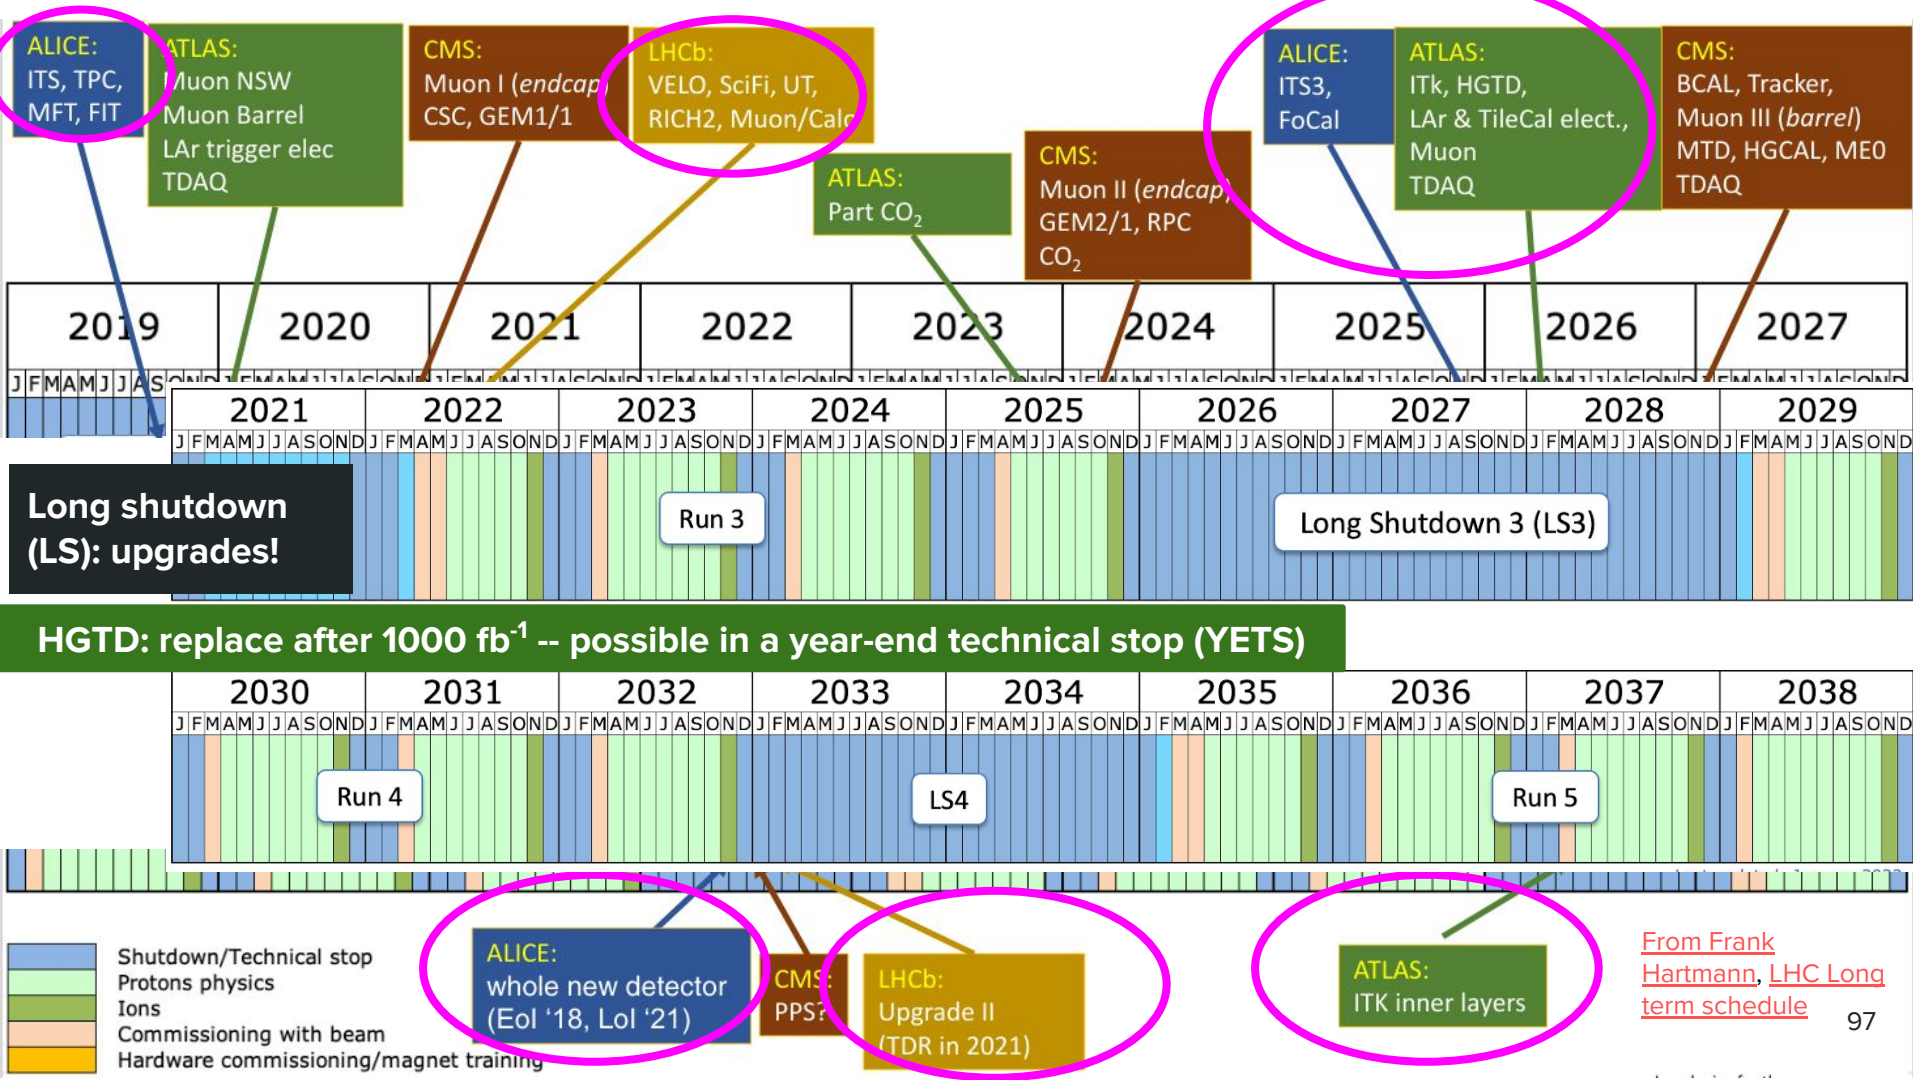 ALICE:
ITS, TPC,
MFT, FIT
ATLAS:
Muon NSW
Muon Barrel
LAr trigger elec
TDAQ
CMS:
Muon I (endcap)
CSC, GEM1/1
LHCb:
VELO, SciFi, UT,
RICH2, Muon/Calo
ATLAS:
Part CO₂
CMS:
Muon II (endcap)
GEM2/1, RPC
CO₂
ALICE:
ITS3,
FoCal
ATLAS:
ITk, HGTD,
LAr & TileCal elect.,
Muon
TDAQ
CMS:
BCAL, Tracker,
Muon III (barrel)
MTD, HGCAL, ME0
TDAQ
2019 2020 2021 2022 2023 2024 2025 2026 2027
2021 2022 2023 2024 2025 2026 2027 2028 2029
J F M A M J J A S O N D J F M A M J J A S O N D J F M A M J J A S O N D J F M A M J J A S O N D J F M A M J J A S O N D J F M A M J J A S O N D J F M A M J J A S O N D J F M A M J J A S O N D J F M A M J J A S O N D
Run 3
Long Shutdown 3 (LS3)
Long shutdown
(LS): upgrades!
HGTD: replace after 1000 fb⁻¹ -- possible in a year-end technical stop (YETS)
2030 2031 2032 2033 2034 2035 2036 2037 2038
J F M A M J J A S O N D J F M A M J J A S O N D J F M A M J J A S O N D J F M A M J J A S O N D J F M A M J J A S O N D J F M A M J J A S O N D J F M A M J J A S O N D J F M A M J J A S O N D J F M A M J J A S O N D
Run 4
LS4
Run 5
Shutdown/Technical stop
Protons physics
Ions
Commissioning with beam
Hardware commissioning/magnet training
ALICE:
whole new detector
(EoI ‘18, LoI ‘21)
CMS:
PPS?
LHCb:
Upgrade II
(TDR in 2021)
ATLAS:
ITK inner layers
From Frank
Hartmann, LHC Long
term schedule
97